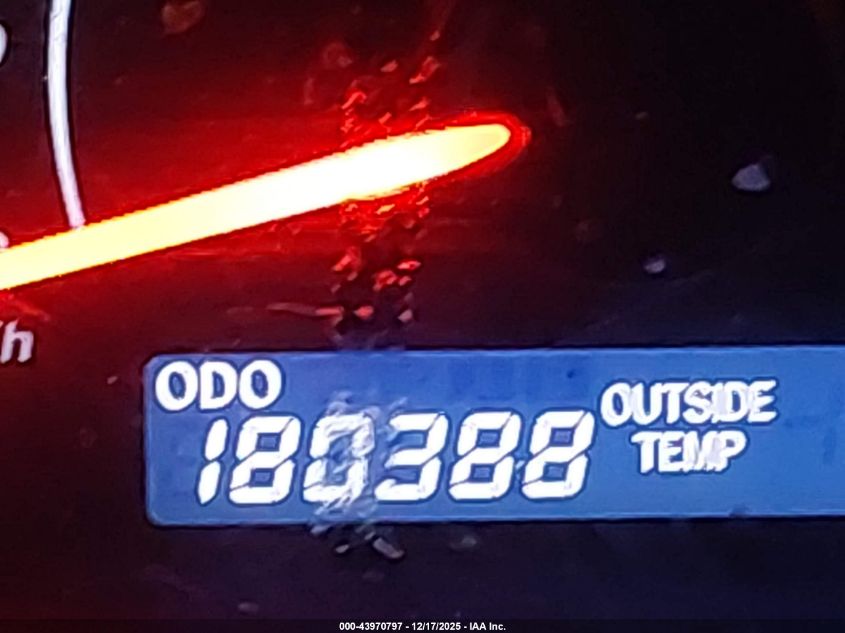 /h
ODO
OUTSIDE
TEMP
180388
000-43970797 - 12/17/2025 - IAA Inc.